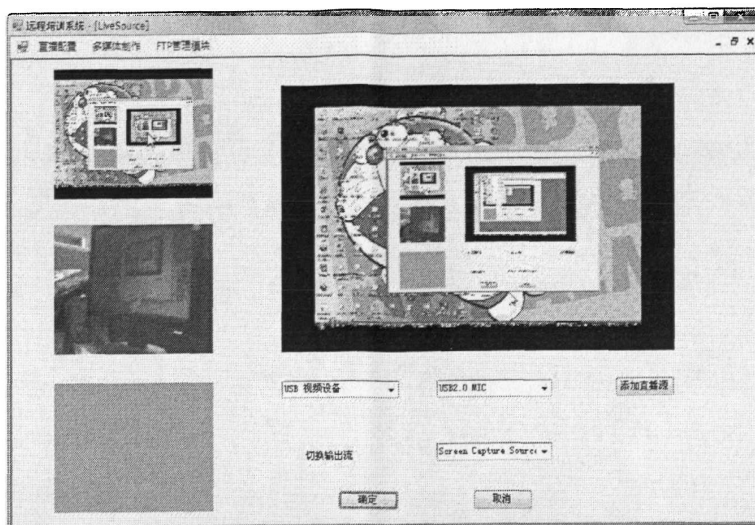 远程培训系统 - [LiveSource]
直播配置 多媒体制作 FTP管理模块
USB 视频设备 USB2.0 MIC 添加直播源
切换输出流 Screen Capture Source
确定 取消